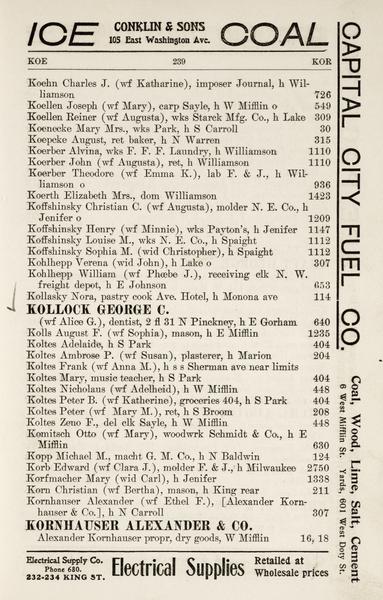 ICE CONKLIN & SONS COAL
105 East Washington Ave.
KOE 239 KOR
Koehn Charles J. (wf Katharine), imposer Journal, h Wil-
liamson 726
Koellen Joseph (wf Mary), carp Sayle, h W Mifflin o 549
Koellen Reiner (wf Augusta), wks Starck Mfg. Co., h Lake 309
Koenecke Mary Mrs., wks Park, h S Carroll 30
Koepeke August, ret baker, h N Warren 315
Koerber Alvina, wks F. F. F. Laundry, h Williamson 1110
Koerber John (wf Augusta), ret, h Williamson 1110
Koerber Theodore (wf Emma K.), lab F. & J., h Wil-
liamson o 936
Koerth Elizabeth Mrs., dom Williamson 1423
Koffshinsky Christian C. (wf Augusta), molder N. E. Co., h
Jenifer o 1209
Koffshinsky Henry (wf Minnie), wks Payton's, h Jenifer 1147
Koffshinsky Louise M., wks N. E. Co., h Spaight 1112
Koffshinsky Sophia M. (wid Christopher), h Spaight 1112
Kohlhepp Verena (wid John), h Lake o 307
Kohlhepp William (wf Phœbe J.), receiving clk N. W.
freight depot, h E Johnson 653
Kollasky Nora, pastry cook Ave. Hotel, h Monona ave 114
KOLLOCK GEORGE C.
(wf Alice G.), dentist, 2 fl 31 N Pinckney, h E Gorham 640
Kolls August F. (wf Sophia), mason, h E Mifflin 1235
Koltes Adelaide, h S Park 404
Koltes Ambrose P. (wf Susan), plasterer, h Marion 204
Koltes Frank (wf Anna M.), h s s Sherman ave near limits
Koltes Mary, music teacher, h S Park 404
Koltes Nicholaus (wf Adelheid), h W Mifflin 448
Koltes Peter B. (wf Katherine), groceries 404, h S Park 404
Koltes Peter (wf Mary M.), ret, h S Broom 208
Koltes Zeno F., del clk Sayle, h W Mifflin 448
Komitsch Otto (wf Mary), woodwrk Schmidt & Co., h E
Mifflin 630
Kopp Michael M., macht G. M. Co., h N Baldwin 124
Korb Edward (wf Clara J.), molder F. & J., h Milwaukee 2750
Korfmacher Mary (wid Carl), h Jenifer 1338
Korn Christian (wf Bertha), mason, h King rear 211
Kornhauser Alexander (wf Ethel F.), [Alexander Korn-
hauser & Co.], h N Carroll 307
KORNHAUSER ALEXANDER & CO.
Alexander Kornhauser propr, dry goods, W Mifflin 16, 18
Electrical Supply Co.
Phone 680.
232-234 KING ST.
Electrical Supplies
Retailed at
Wholesale prices
CAPITAL CITY FUEL CO.
Coal, Wood, Lime, Salt, Cement
6 West Mifflin St. Yards, 601 West Doty St.